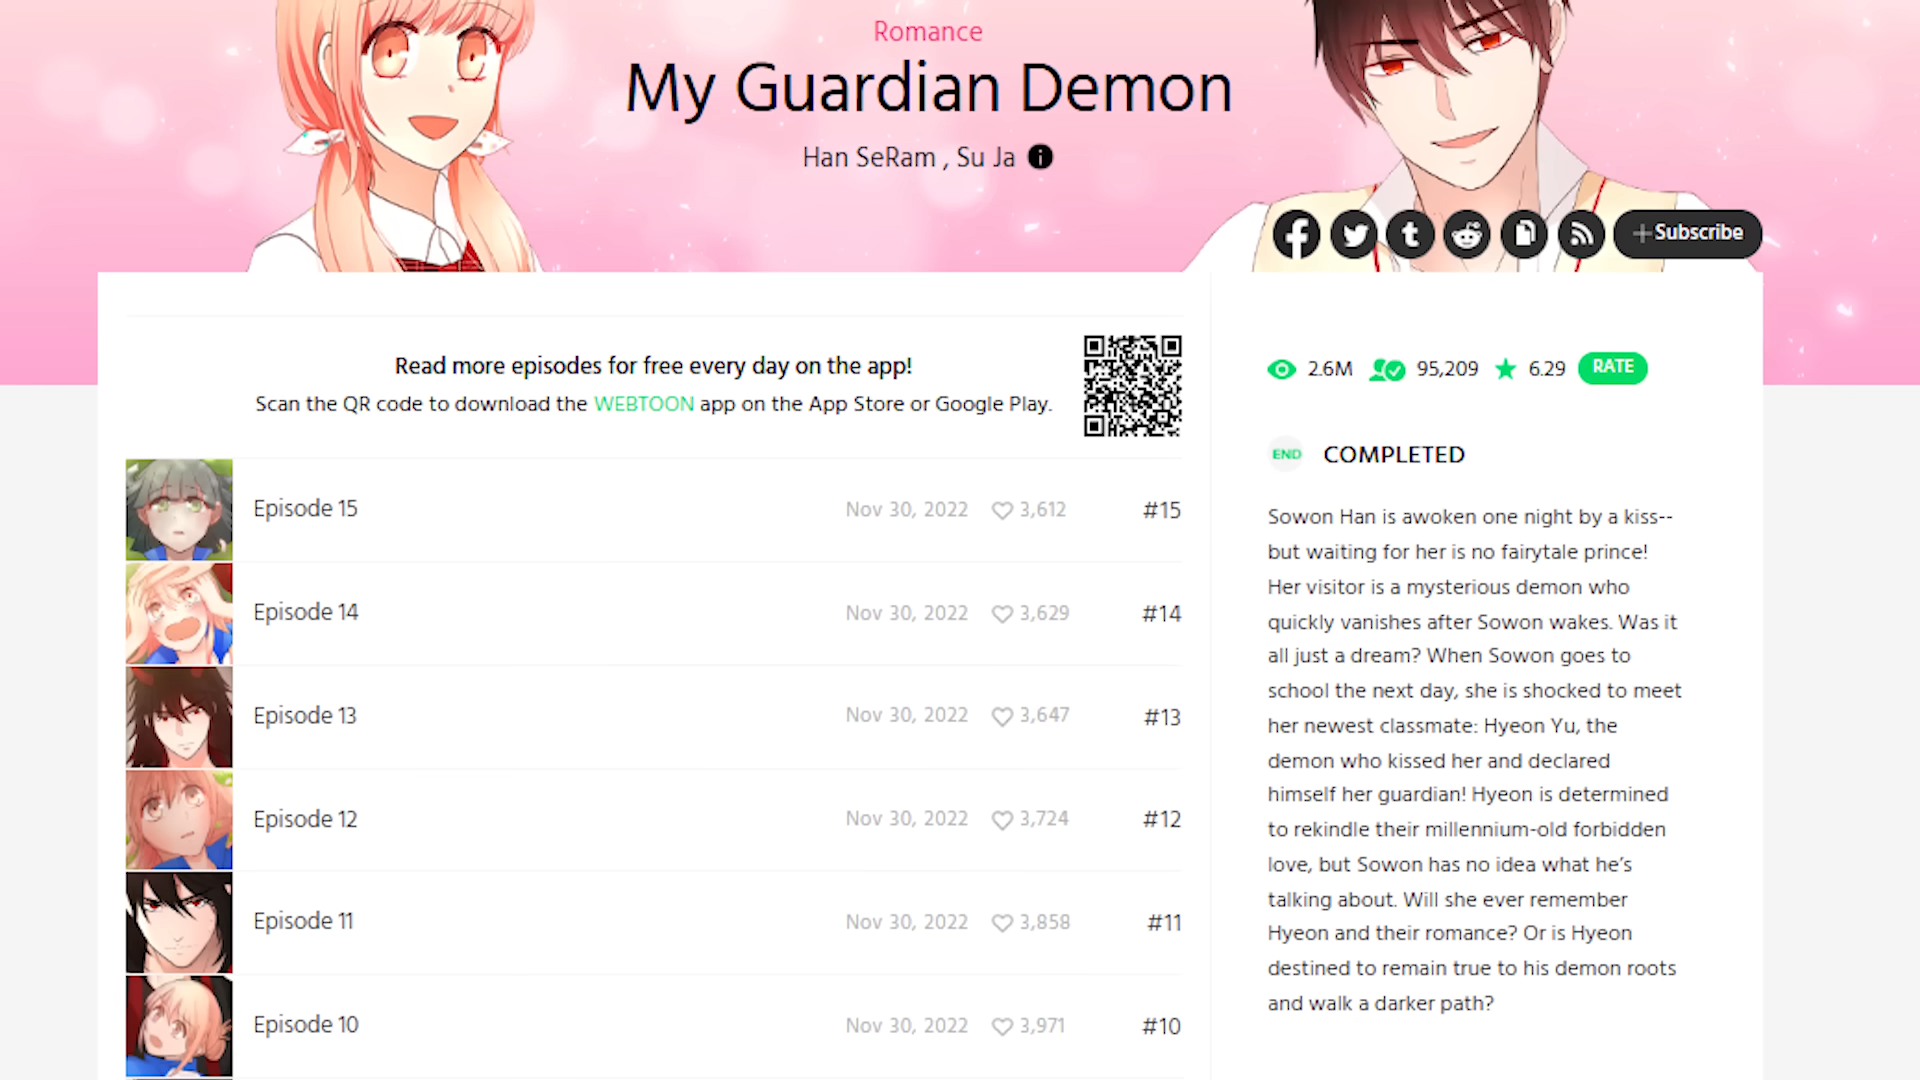 Romance
My Guardian Demon
Han SeRam , Su Ja
Subscribe
Read more episodes for free every day on the app!
Scan the QR code to download the WEBTOON app on the App Store or Google Play.
Episode 15 Nov 30, 2022 3,612 #15
Episode 14 Nov 30, 2022 3,629 #14
Episode 13 Nov 30, 2022 3,647 #13
Episode 12 Nov 30, 2022 3,724 #12
Episode 11 Nov 30, 2022 3,858 #11
Episode 10 Nov 30, 2022 3,971 #10
2.6M 95,209 6.29 RATE
END COMPLETED
Sowon Han is awoken one night by a kiss--
but waiting for her is no fairytale prince!
Her visitor is a mysterious demon who
quickly vanishes after Sowon wakes. Was it
all just a dream? When Sowon goes to
school the next day, she is shocked to meet
her newest classmate: Hyeon Yu, the
demon who kissed her and declared
himself her guardian! Hyeon is determined
to rekindle their millennium-old forbidden
love, but Sowon has no idea what he’s
talking about. Will she ever remember
Hyeon and their romance? Or is Hyeon
destined to remain true to his demon roots
and walk a darker path?